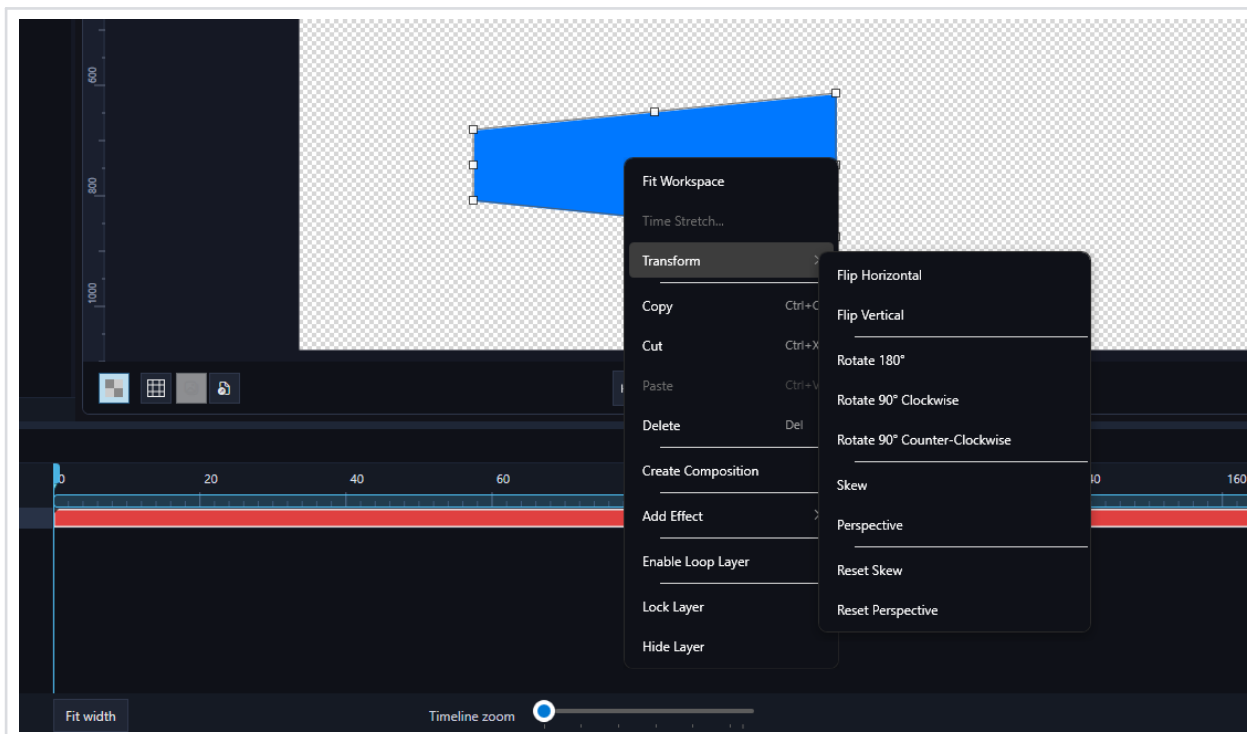 600
800
1000
Fit Workspace
Time Stretch...
Transform
Copy Ctrl+C
Cut Ctrl+X
Paste Ctrl+V
Delete Del
Create Composition
Add Effect
Enable Loop Layer
Lock Layer
Hide Layer
Flip Horizontal
Flip Vertical
Rotate 180°
Rotate 90° Clockwise
Rotate 90° Counter-Clockwise
Skew
Perspective
Reset Skew
Reset Perspective
0 20 40 60 160
Fit width Timeline zoom